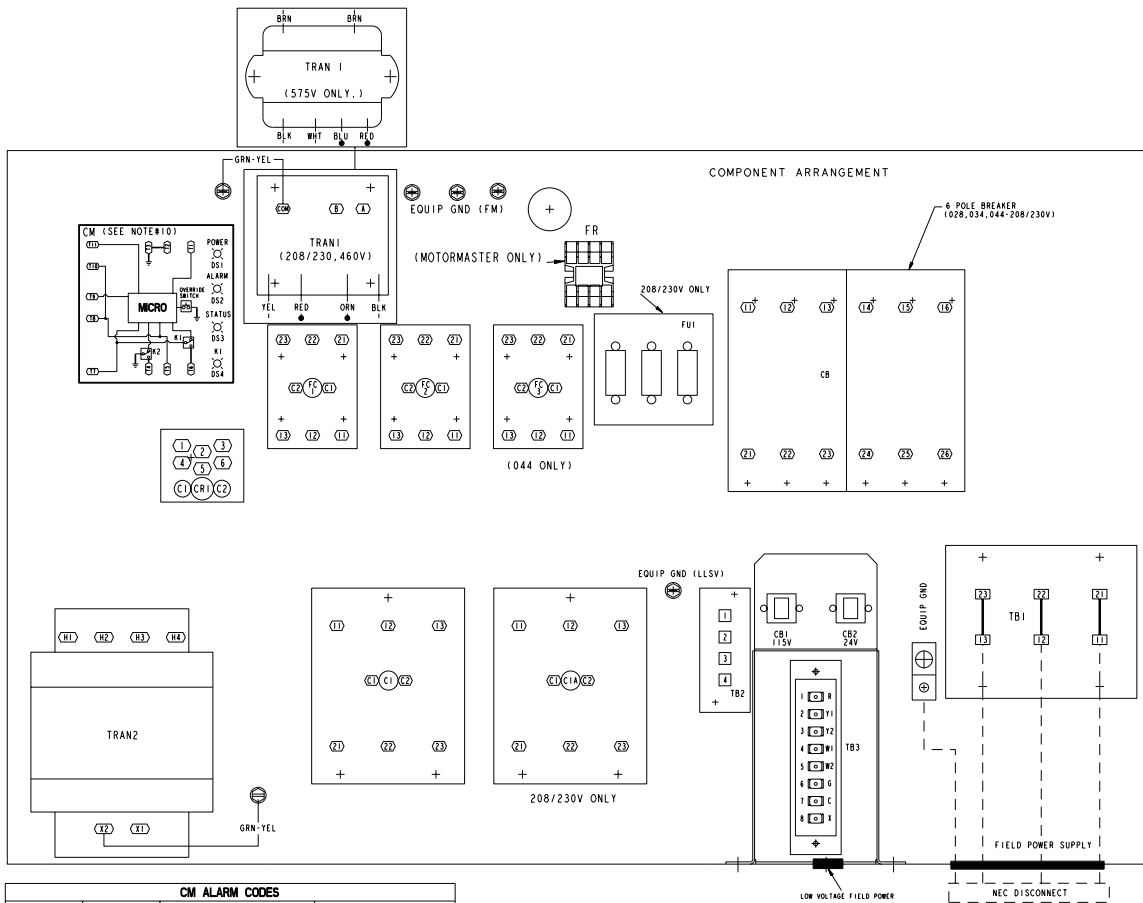 BRN BRN
TRAN 1
(575V ONLY.)
BLK WHT BLU RED
GRN-YEL
COMPONENT ARRANGEMENT
EQUIP GND (FM)
COM B A
TRAN1
(208/230,460V)
YEL RED ORN BLK
FR
(MOTORMASTER ONLY)
6 POLE BREAKER
(028,034,044-208/230V)
CM (SEE NOTE#10)
T11
T10
T9
T8
T7
MICRO
OVERRIDE
SWITCH
K1
K2
POWER
DS1
ALARM
DS2
STATUS
DS3
K1
DS4
208/230V ONLY
FU1
23 22 21
C2 FC 1 C1
13 12 11
23 22 21
C2 FC 2 C1
13 12 11
23 22 21
C2 FC 3 C1
13 12 11
(044 ONLY)
11 12 13 14 15 16
CB
21 22 23 24 25 26
1 2 3
4 5 6
C1 CR1 C2
H1 H2 H3 H4
TRAN2
X2 X1
GRN-YEL
11 12 13
C1 C1 C2
21 22 23
11 12 13
C1 C1A C2
21 22 23
208/230V ONLY
EQUIP GND (LLSV)
1
2
3
4
TB2
CB1
115V
CB2
24V
1 R
2 Y1
3 Y2
4 W1
5 W2
6 G
7 C
8 X
TB3
EQUIP GND
23 22 21
TB1
13 12 11
FIELD POWER SUPPLY
NEC DISCONNECT
LOW VOLTAGE FIELD POWER
CM ALARM CODES